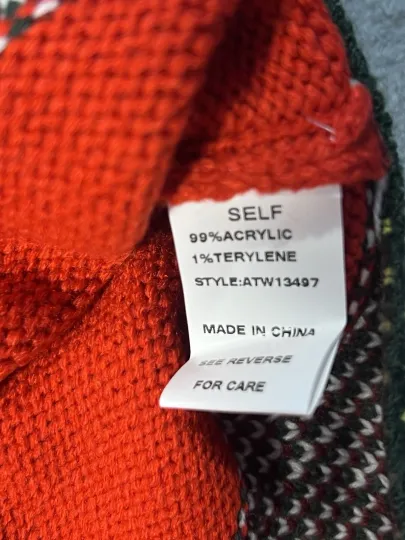 SELF
99%ACRYLIC
1%TERYLENE
STYLE:ATW13497
MADE IN CHINA
SEE REVERSE
FOR CARE